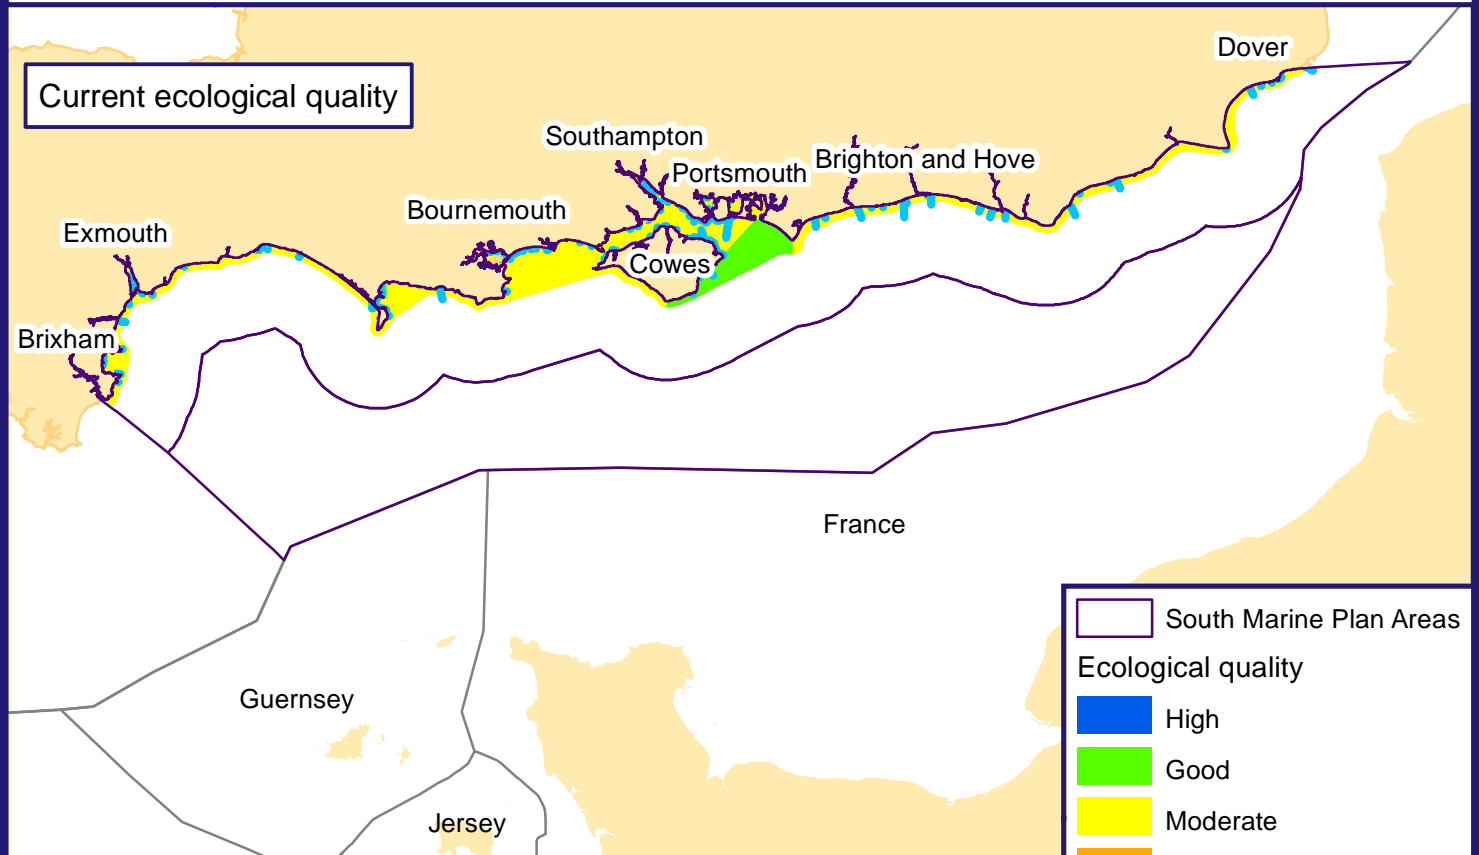 Dover
Current ecological quality
Southampton
Portsmouth
Brighton and Hove
Bournemouth
Exmouth
Cowes
Brixham
France
South Marine Plan Areas
Ecological quality
Guernsey
High
Good
Moderate
Jersey